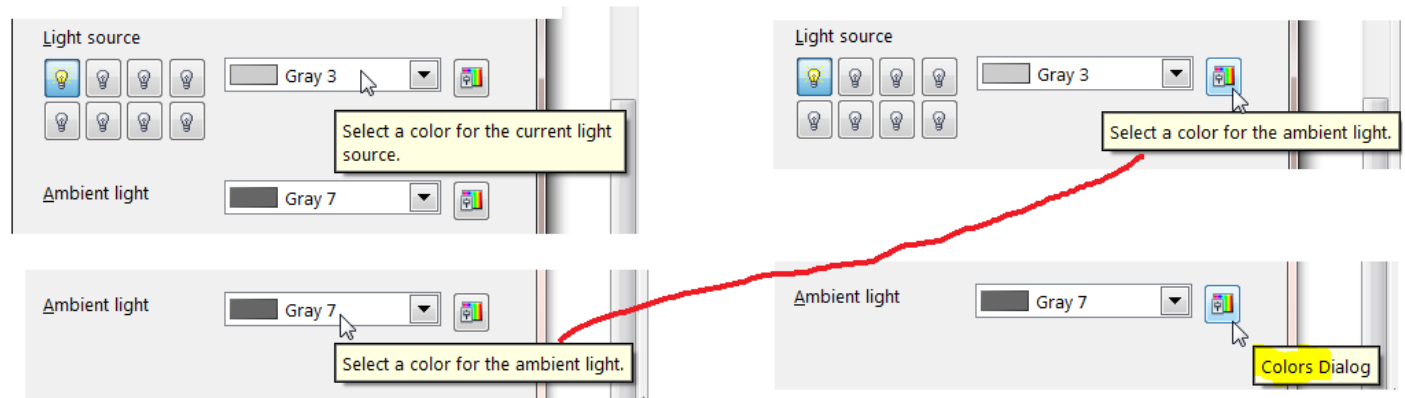 Light source
Gray 3
Select a color for the current light
source.
Ambient light
Gray 7
Light source
Gray 3
Select a color for the ambient light.
Ambient light
Gray 7
Select a color for the ambient light.
Ambient light
Gray 7
Colors Dialog